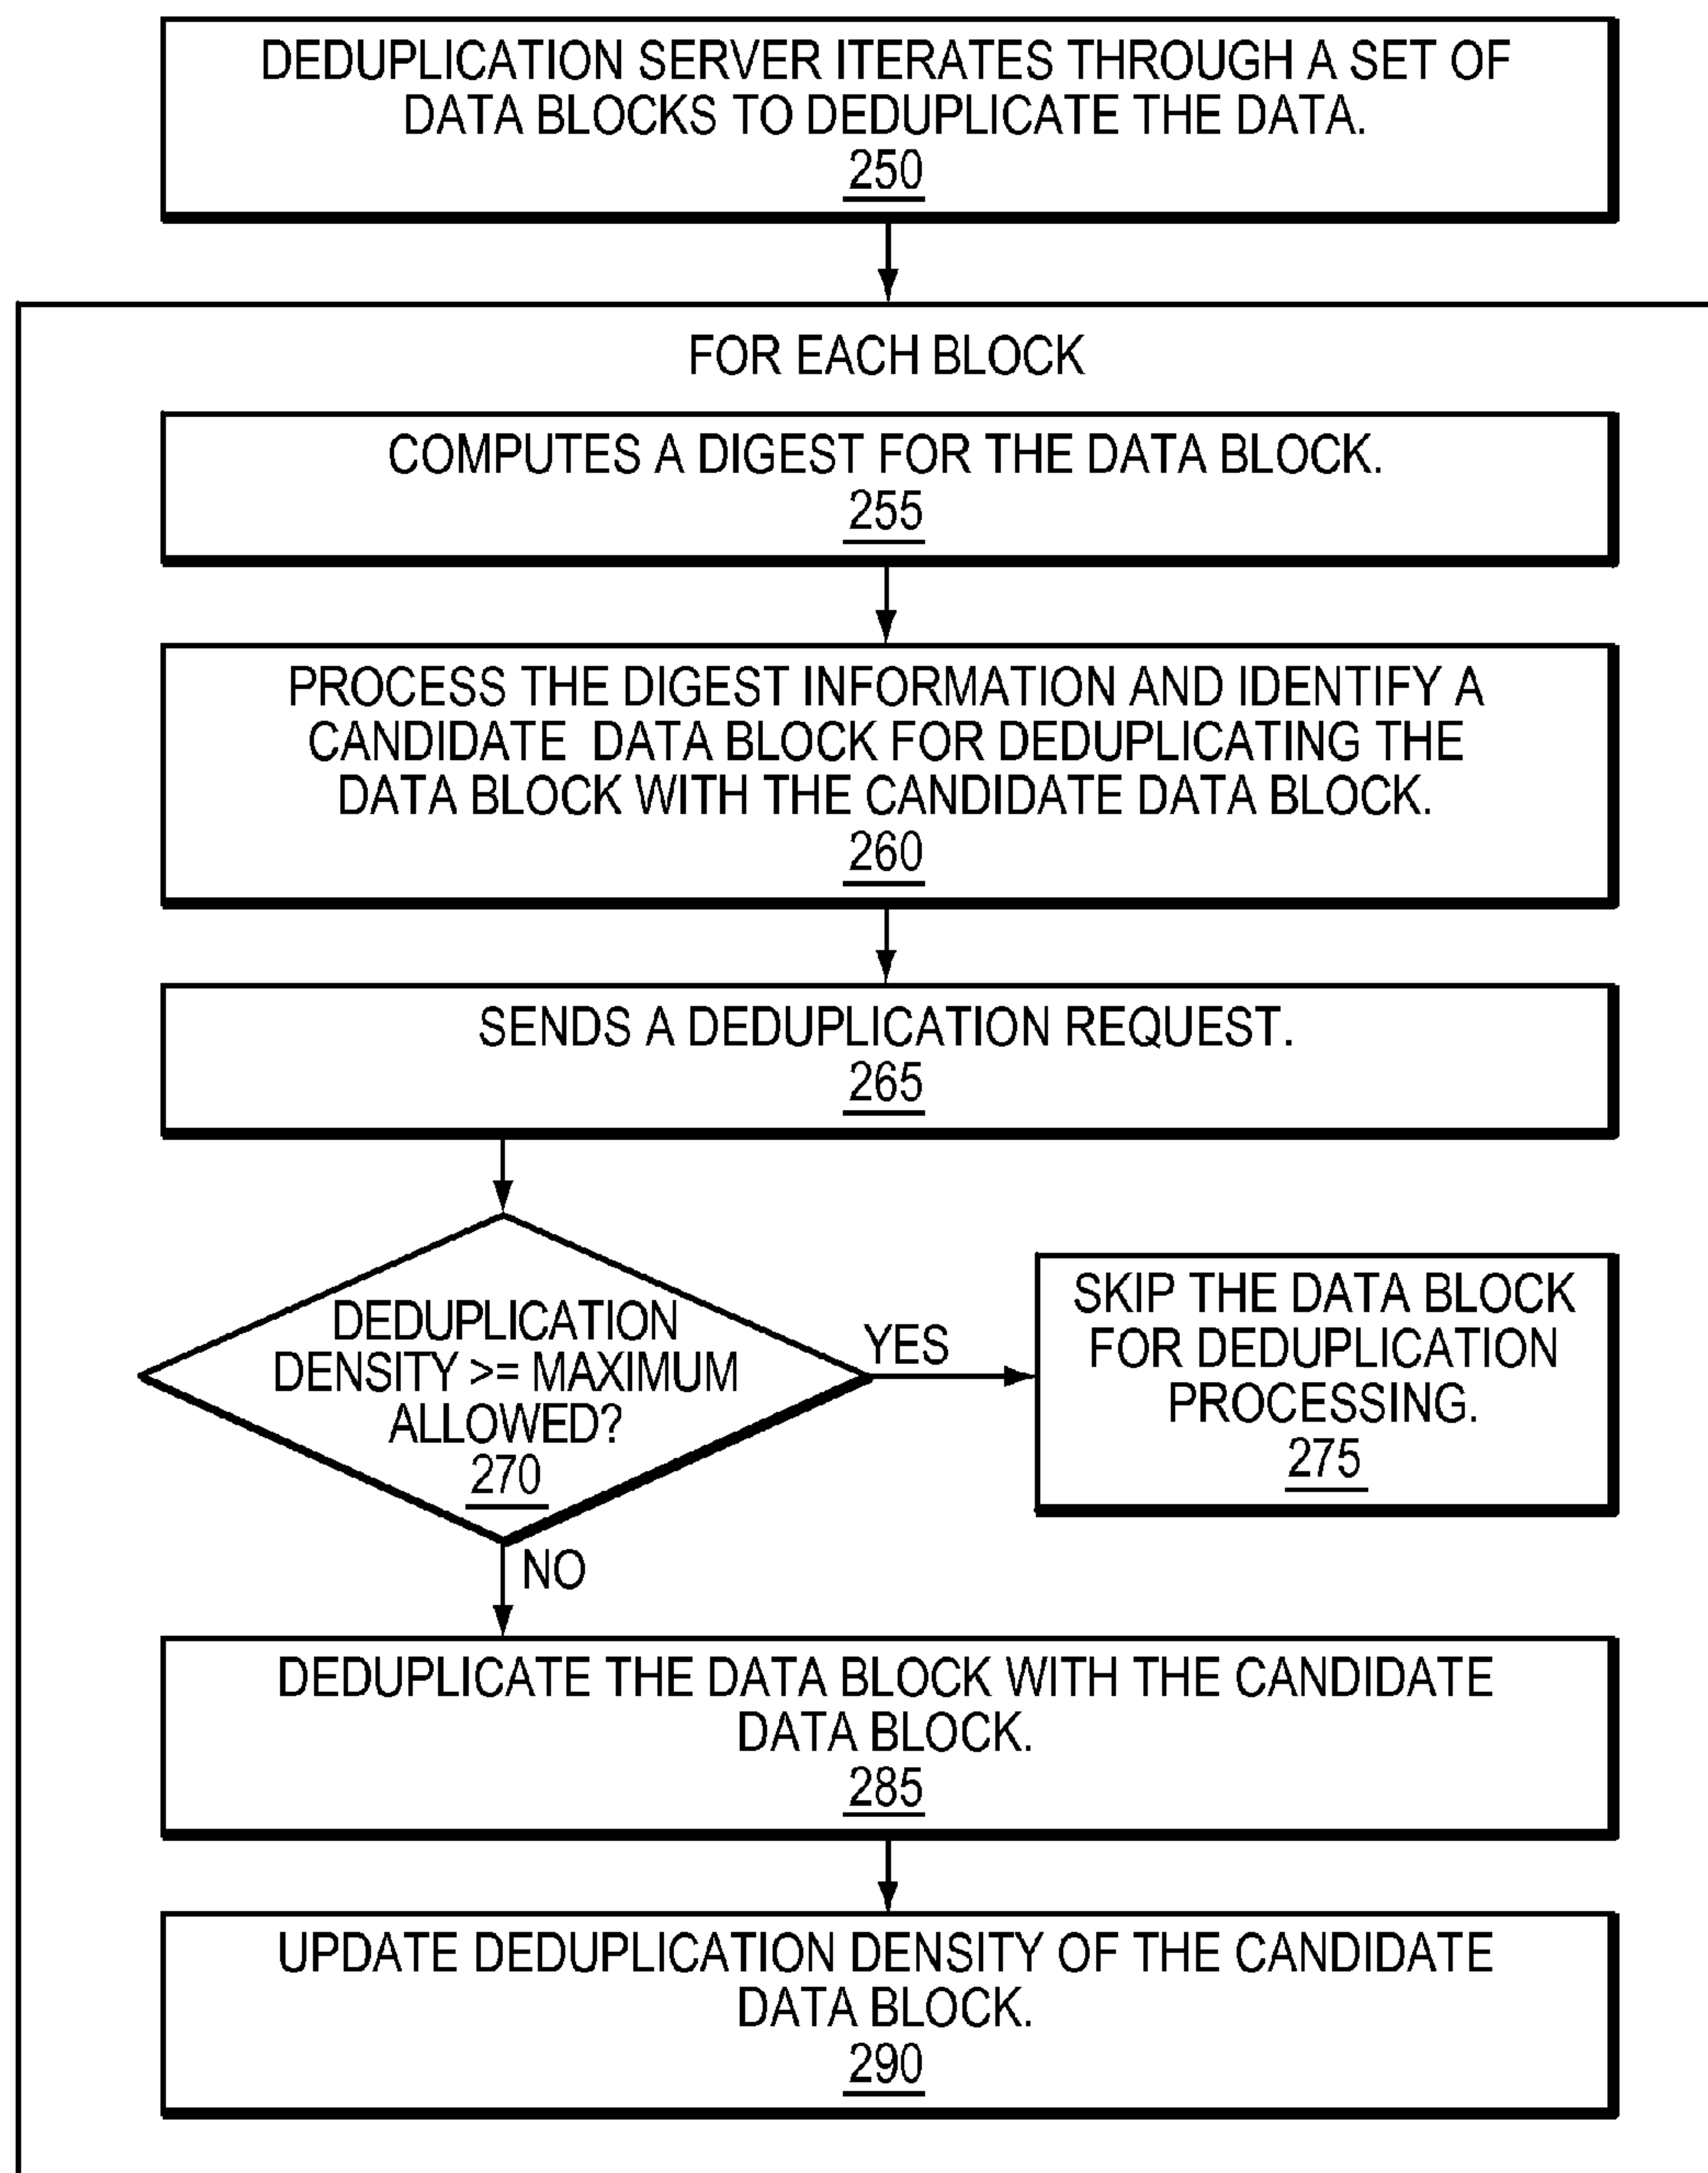 DEDUPLICATION SERVER ITERATES THROUGH A SET OF
DATA BLOCKS TO DEDUPLICATE THE DATA.
250
FOR EACH BLOCK
COMPUTES A DIGEST FOR THE DATA BLOCK.
255
PROCESS THE DIGEST INFORMATION AND IDENTIFY A
CANDIDATE DATA BLOCK FOR DEDUPLICATING THE
DATA BLOCK WITH THE CANDIDATE DATA BLOCK.
260
SENDS A DEDUPLICATION REQUEST.
265
DEDUPLICATION
DENSITY >= MAXIMUM
ALLOWED?
270
YES
SKIP THE DATA BLOCK
FOR DEDUPLICATION
PROCESSING.
275
NO
DEDUPLICATE THE DATA BLOCK WITH THE CANDIDATE
DATA BLOCK.
285
UPDATE DEDUPLICATION DENSITY OF THE CANDIDATE
DATA BLOCK.
290